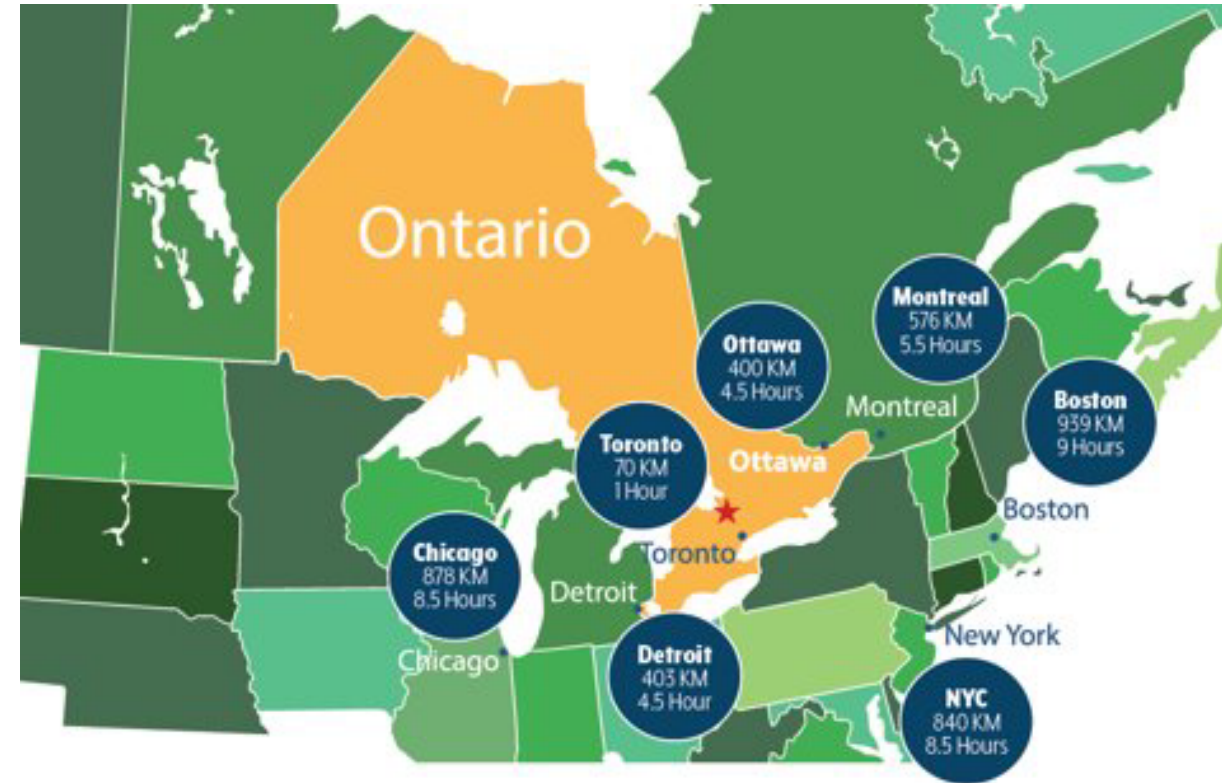 Ontario
Montreal
576 KM
5.5 Hours
Ottawa
400 KM
4.5 Hours
Boston
939 KM
9 Hours
Montreal
Toronto
70 KM
1 Hour
Ottawa
Boston
Chicago
878 KM
8.5 Hours
Toronto
Detroit
New York
Chicago
Detroit
403 KM
4.5 Hour
NYC
840 KM
8.5 Hours